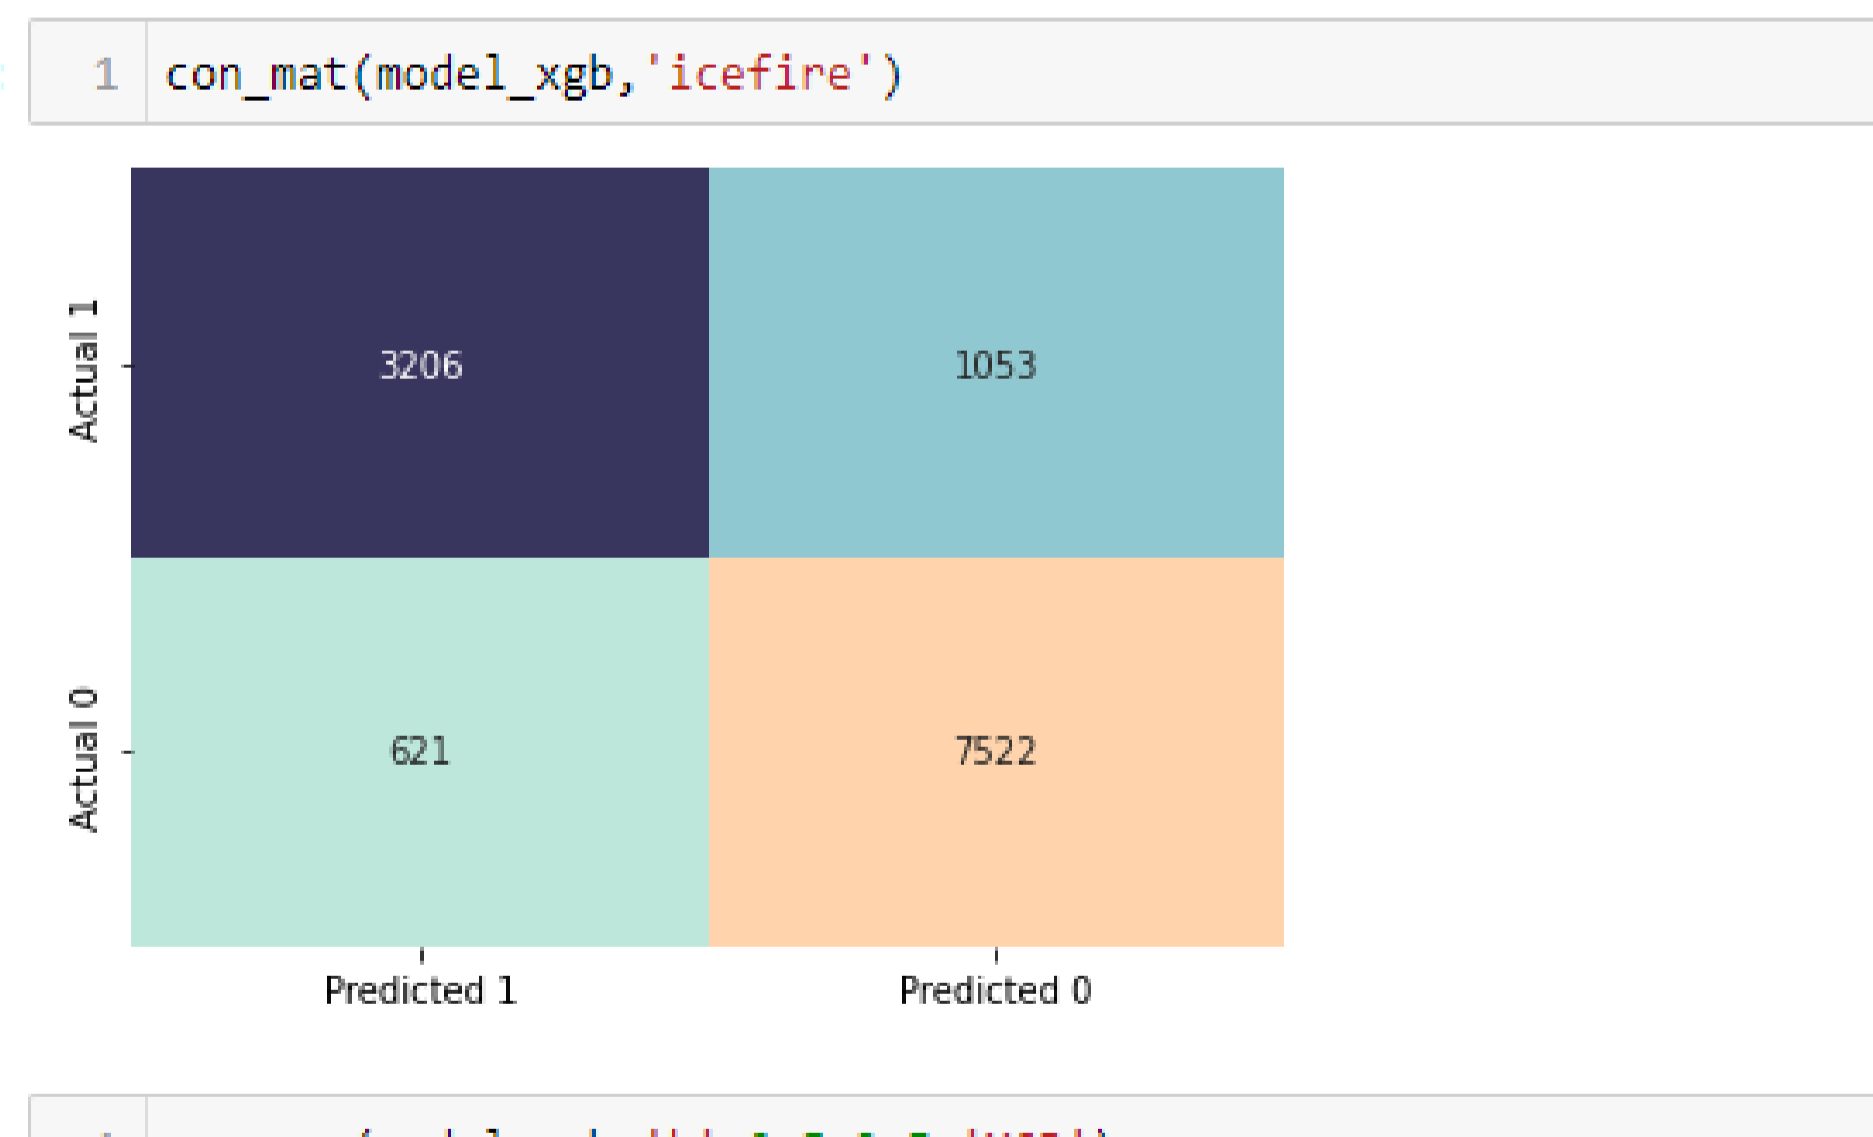 1 con_mat(model_xgb,'icefire')
Actual 1
3206 1053
Actual 0
621 7522
Predicted 1 Predicted 0